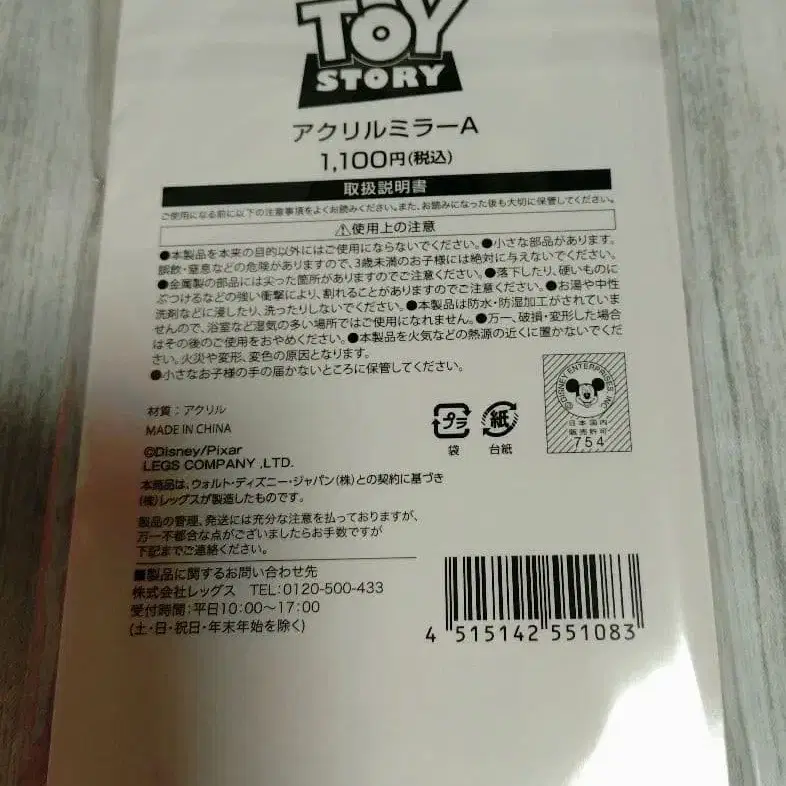 TOY
STORY
アクリルミラーA
1,100円(税込)
取扱説明書
ご使用になる前に以下の注意事項をよくお読みください。また、お読みになった後も大切に保管してください。
⚠使用上の注意
●本製品を本来の目的以外にはご使用にならないでください。●小さな部品があります。
誤飲・窒息などの危険がありますので、3歳未満のお子様には絶対に与えないでください。
●金属製の部品には尖った箇所がありますのでご注意ください。●落下したり、硬いものに
ぶつけるなどの強い衝撃により、割れることがありますのでご注意ください。●お湯や中性
洗剤などに浸したり、洗ったりしないでください。●本製品は防水・防湿加工がされていま
せんので、浴室など湿気の多い場所ではご使用になれません。●万一、破損・変形した場合
はその後のご使用をおやめください。●本製品を火気などの熱源の近くに置かないでくだ
さい。火災や変形、変色の原因となります。
●小さなお子様の手の届かないところに保管してください。
材質：アクリル
MADE IN CHINA
©Disney/Pixar
LEGS COMPANY ,LTD.
本商品は、ウォルト・ディズニー・ジャパン(株)との契約に基づき
(株)レッグスが製造したものです。
プラ
袋
紙
台紙
©DISNEY ENTERPRISES INC.
日本国内
販売許可
754
製品の管理、発送には充分な注意を払っておりますが、
万一不都合な点がございましたらお手数ですが
下記までご連絡ください。
■製品に関するお問い合わせ先
株式会社レッグス TEL:0120-500-433
受付時間:平日10:00～17:00
(土・日・祝日・年末年始を除く)
4 515142 551083